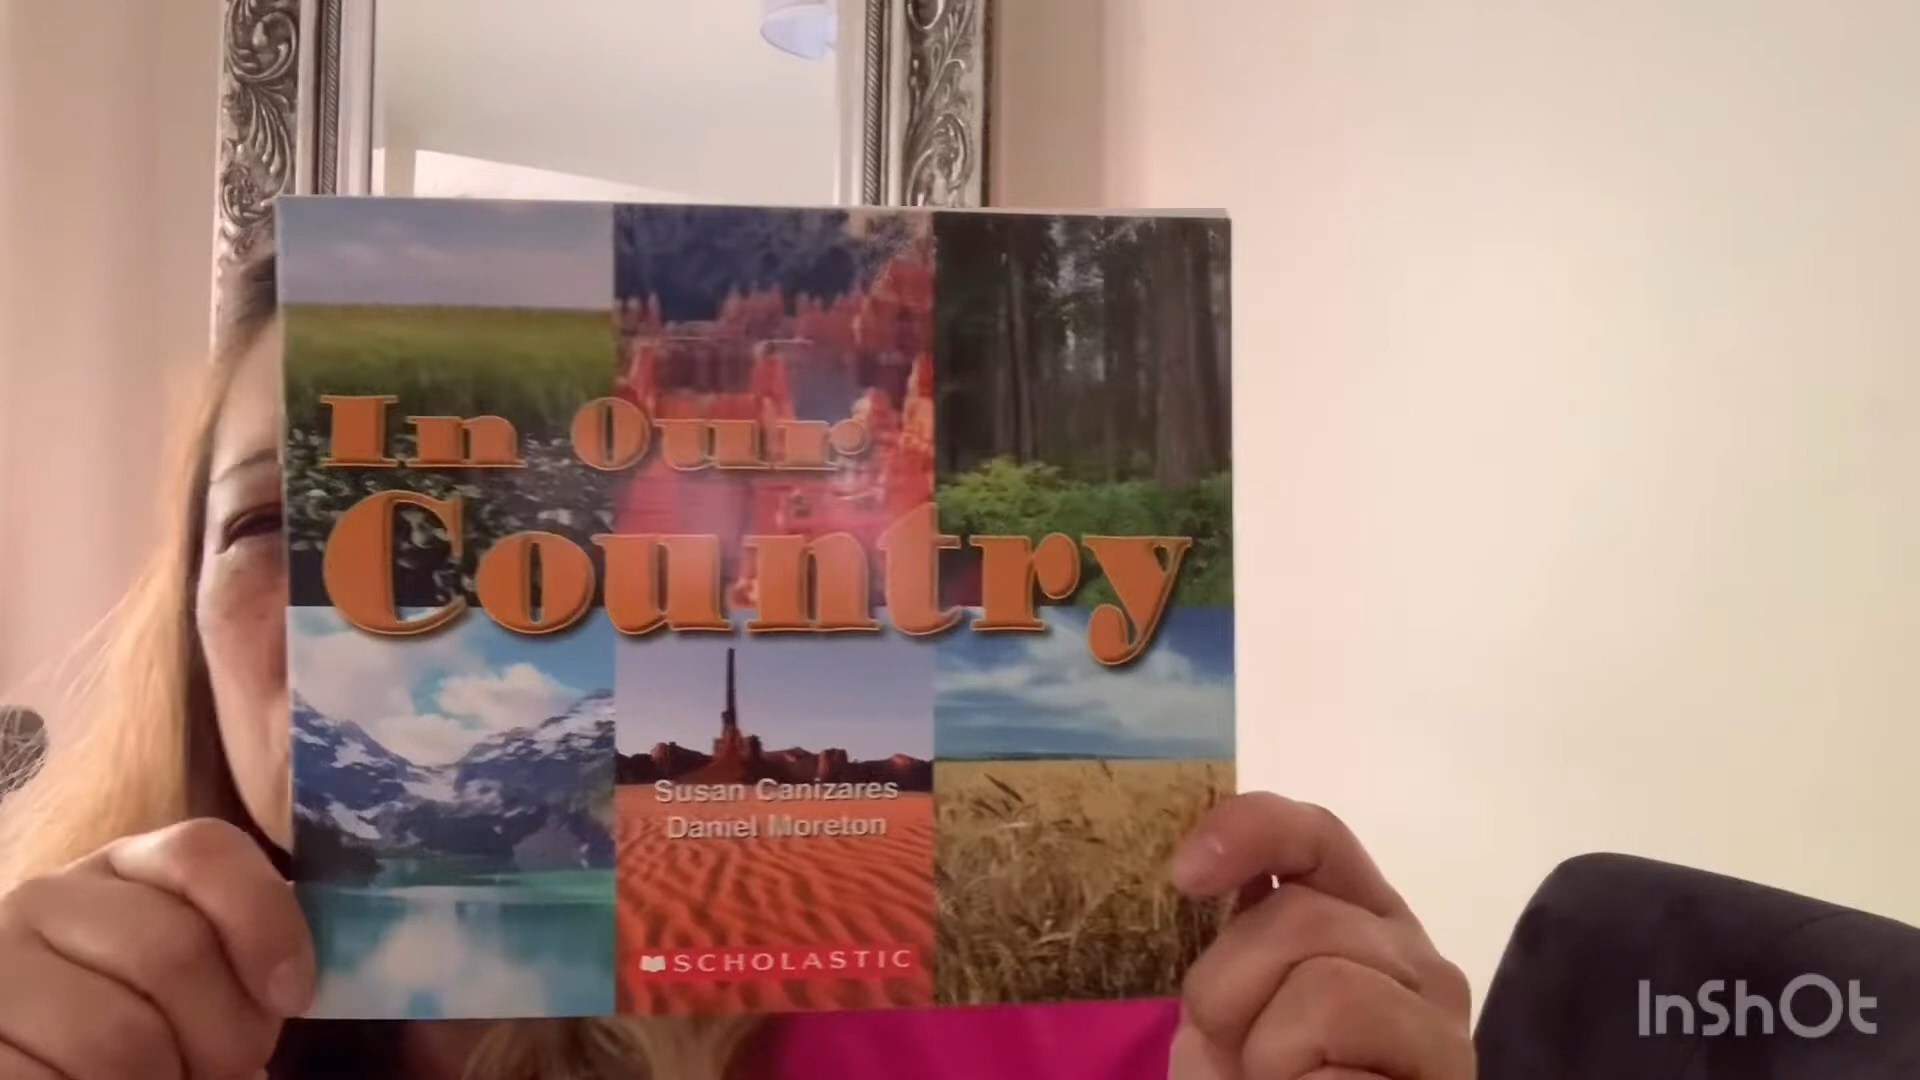 In Our
Country
Susan Canizares
Daniel Moreton
SCHOLASTIC
InShOt